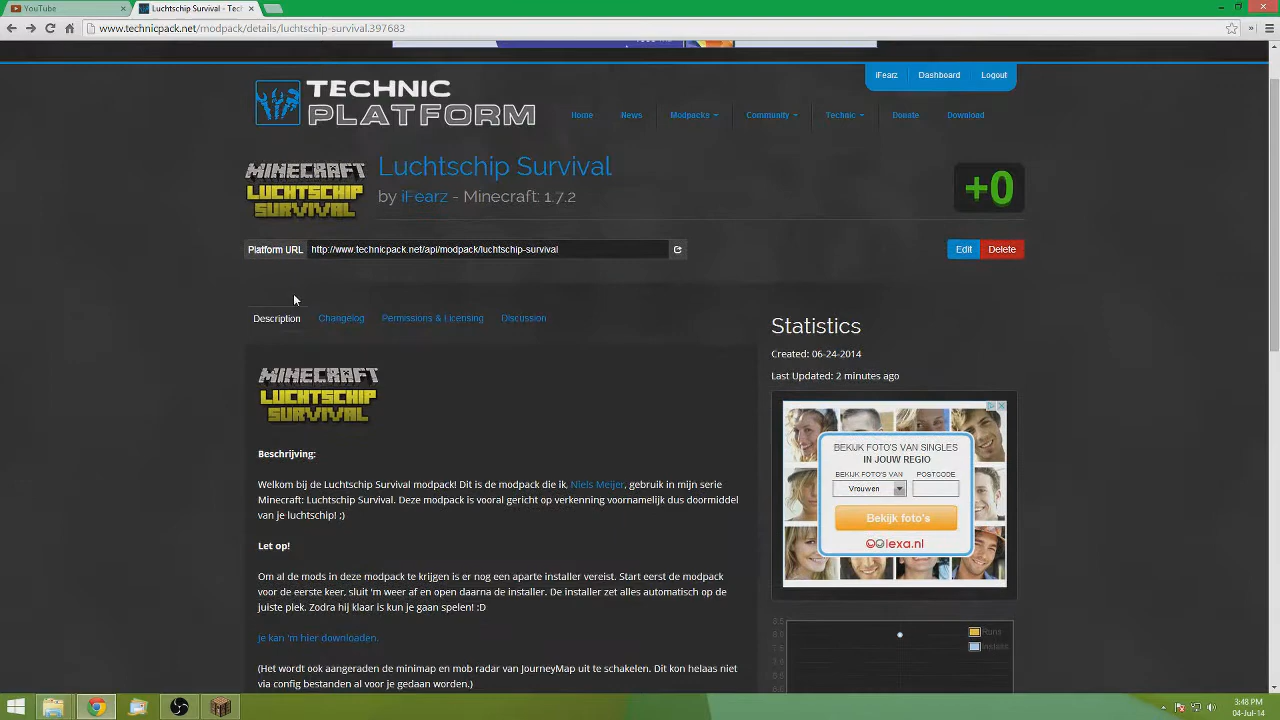 YouTube
Luchtschip Survival - Tec
www.technicpack.net/modpack/details/luchtschip-survival.397683
iFearz
Dashboard
Logout
TECHNIC
PLATFORM
Home
News
Modpacks
Community
Technic
Donate
Download
MINECRAFT
LUCHTSCHIP
SURVIVAL
Luchtschip Survival
by iFearz - Minecraft: 1.7.2
+0
Platform URL
http://www.technicpack.net/api/modpack/luchtschip-survival
Edit
Delete
Description
Changelog
Permissions & Licensing
Discussion
MINECRAFT
LUCHTSCHIP
SURVIVAL
Beschrijving:
Welkom bij de Luchtschip Survival modpack! Dit is de modpack die ik, Niels Meijer, gebruik in mijn serie
Minecraft: Luchtschip Survival. Deze modpack is vooral gericht op verkenning voornamelijk dus doormiddel
van je luchtschip! ;)
Let op!
Om al de mods in deze modpack te krijgen is er nog een aparte installer vereist. Start eerst de modpack
voor de eerste keer, sluit 'm weer af en open daarna de installer. De installer zet alles automatisch op de
juiste plek. Zodra hij klaar is kun je gaan spelen! :D
Je kan 'm hier downloaden.
(Het wordt ook aangeraden de minimap en mob radar van JourneyMap uit te schakelen. Dit kon helaas niet
via config bestanden al voor je gedaan worden.)
Statistics
Created: 06-24-2014
Last Updated: 2 minutes ago
BEKIJK FOTO'S VAN SINGLES
IN JOUW REGIO
BEKIJK FOTO'S VAN
POSTCODE
Vrouwen
Bekijk foto's
lexa.nl
Runs
Installs
3:48 PM
04-Jul-14